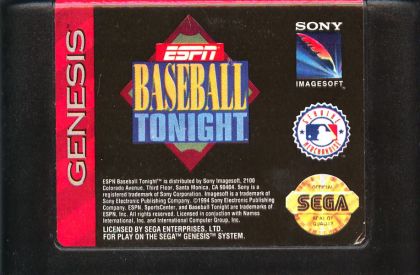 GENESIS
ESPN
BASEBALL
TONIGHT
SONY
IMAGESOFT
GENUINE
MERCHANDISE
OFFICIAL
SEGA
SEAL OF
QUALITY
ESPN Baseball Tonight™ is distributed by Sony Imagesoft, 2100
Colorado Avenue, Third Floor, Santa Monica, CA 90404. Sony is a
registered trademark of Sony Corporation. Imagesoft is a trademark of
Sony Electronic Publishing Company. ©1994 Sony Electronic Publishing
Company. ESPN, SportsCenter, and Baseball Tonight are trademarks of
ESPN, Inc. All rights reserved. Licensed in conjunction with Names
International, Inc. and International Computer Group, Inc.
LICENSED BY SEGA ENTERPRISES, LTD.
FOR PLAY ON THE SEGA™ GENESIS™ SYSTEM.